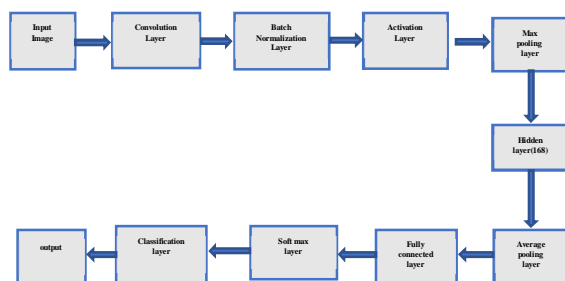 Input
Image
Convolution
Layer
Batch
Normalization
Layer
Activation
Layer
Max
pooling
layer
Hidden
layer(168)
Average
pooling
layer
Fully
connected
layer
Soft max
layer
Classification
layer
output